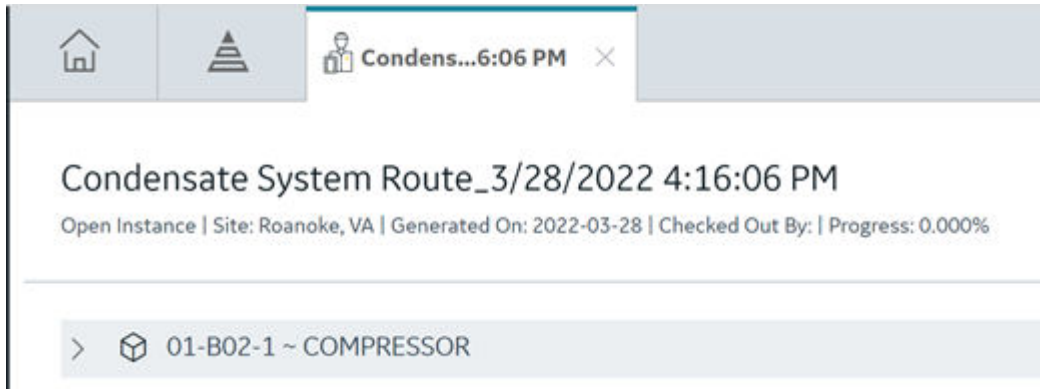 Condens...6:06 PM
Condensate System Route_3/28/2022 4:16:06 PM
Open Instance | Site: Roanoke, VA | Generated On: 2022-03-28 | Checked Out By: | Progress: 0.000%
01-B02-1 ~ COMPRESSOR